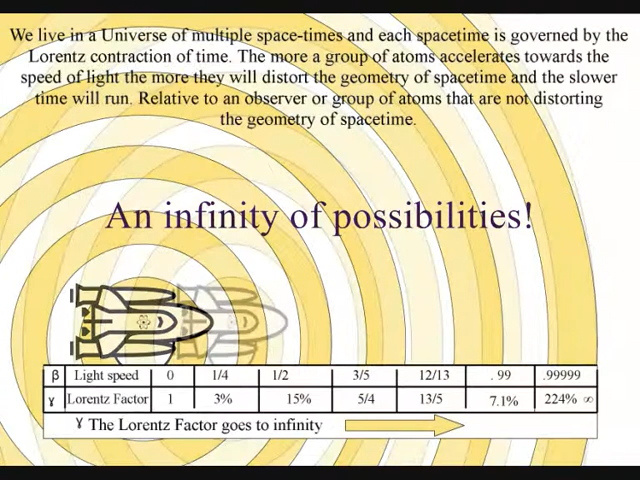 We live in a Universe of multiple space-times and each spacetime is governed by the
Lorentz contraction of time. The more a group of atoms accelerates towards the
speed of light the more they will distort the geometry of spacetime and the slower
time will run. Relative to an observer or group of atoms that are not distorting
the geometry of spacetime.
An infinity of possibilities!
β Light speed 0 1/4 1/2 3/5 12/13 . 99 .99999
γ Lorentz Factor 1 3% 15% 5/4 13/5 7.1% 224% ∞
γ The Lorentz Factor goes to infinity